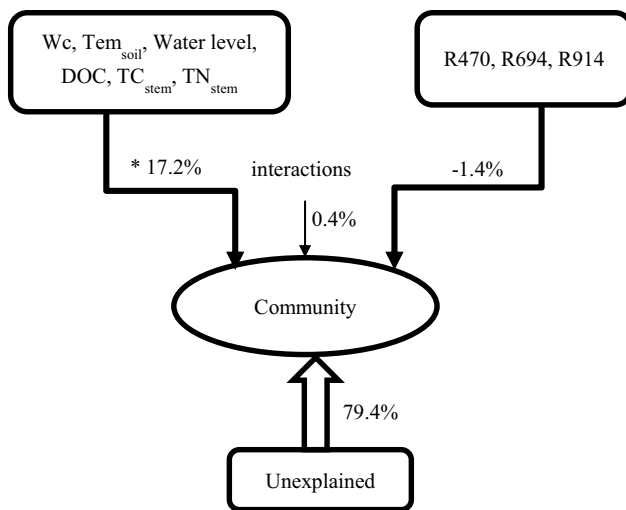 Wc, Tem_soil, Water level,
DOC, TC_stem, TN_stem
R470, R694, R914
* 17.2%
interactions
-1.4%
0.4%
Community
79.4%
Unexplained